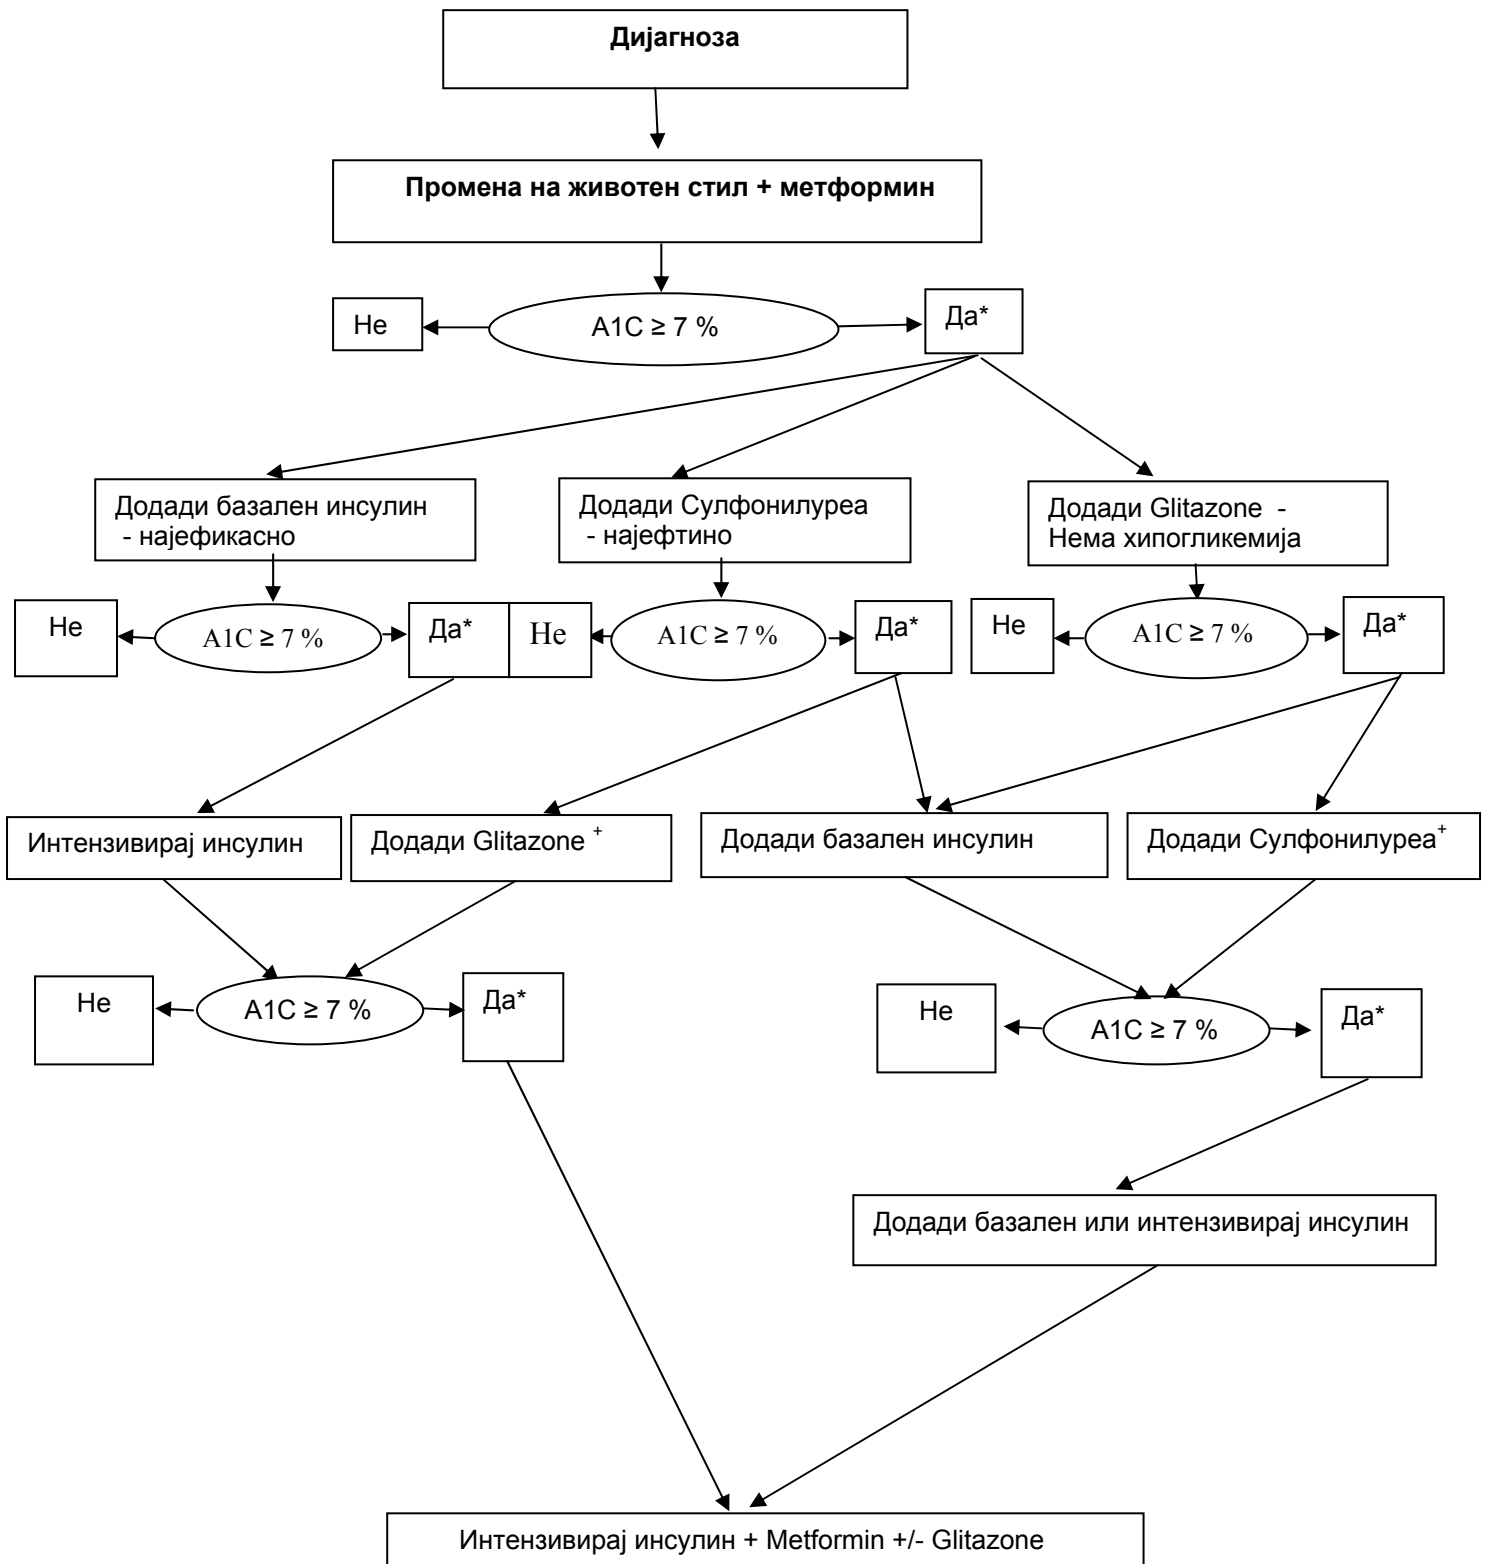 Дијагноза
Промена на животен стил + метформин
Не
A1C ≥ 7 %
Да*
Додади базален инсулин
- најефикасно
Додади Сулфонилуреа
- најефтино
Додади Glitazone -
Нема хипогликемија
Не
A1C ≥ 7 %
Да*
Не
A1C ≥ 7 %
Да*
Не
A1C ≥ 7 %
Да*
Интензивирај инсулин
Додади Glitazone +
Додади базален инсулин
Додади Сулфонилуреа+
Не
A1C ≥ 7 %
Да*
Не
A1C ≥ 7 %
Да*
Додади базален или интензивирај инсулин
Интензивирај инсулин + Metformin +/- Glitazone